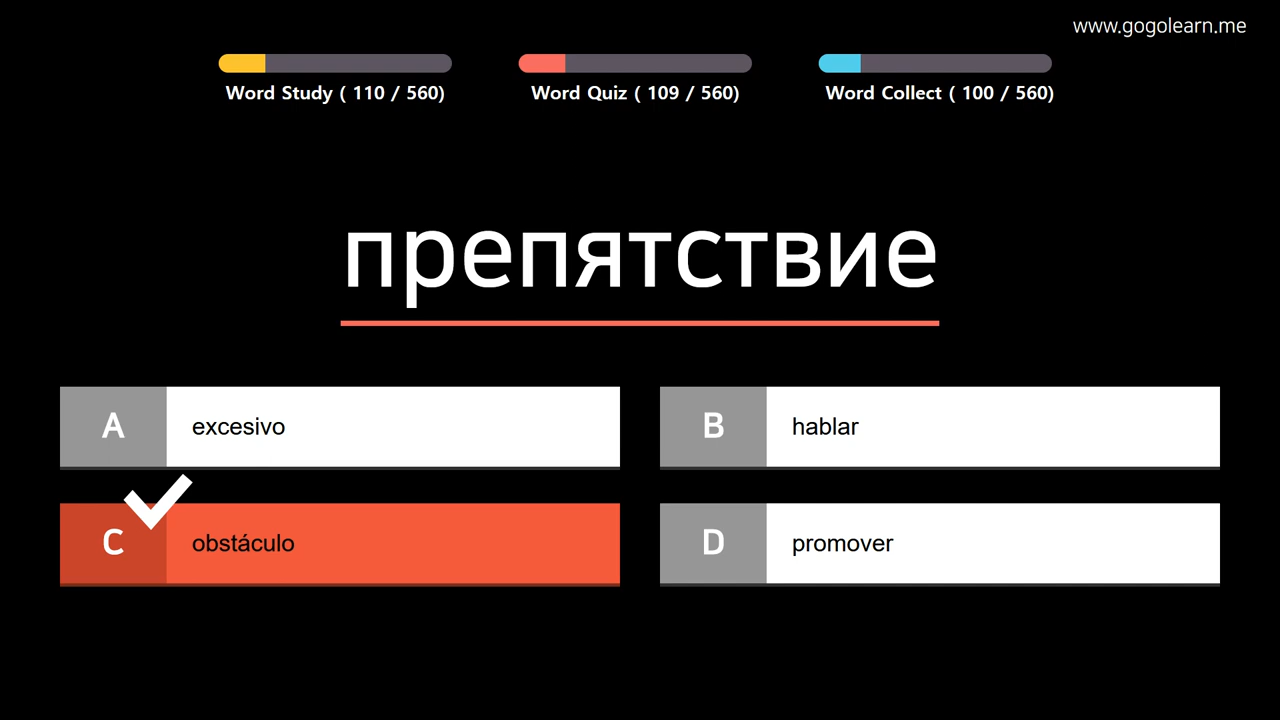 www.gogolearn.me
Word Study ( 110 / 560)
Word Quiz ( 109 / 560)
Word Collect ( 100 / 560)
препятствие
A excesivo
B hablar
C obstáculo
D promover